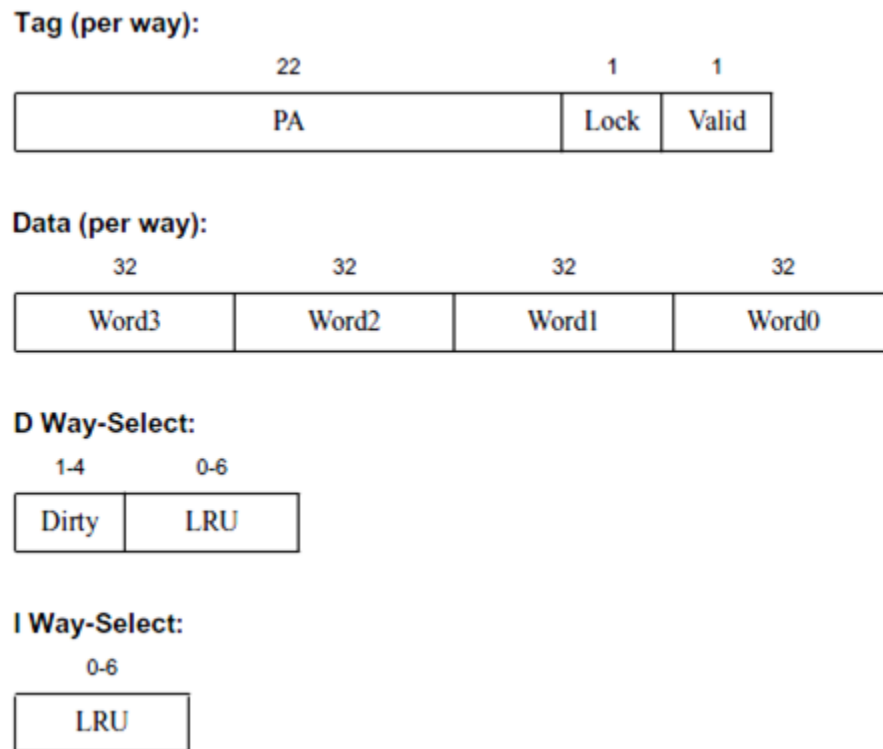 Tag (per way):
22 1 1
PA Lock Valid
Data (per way):
32 32 32 32
Word3 Word2 Word1 Word0
D Way-Select:
1-4 0-6
Dirty LRU
I Way-Select:
0-6
LRU